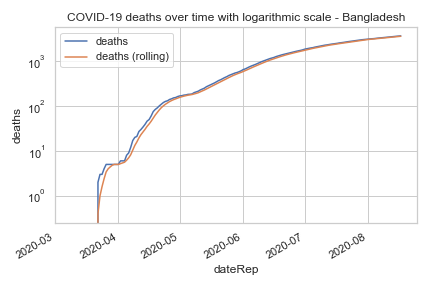 COVID-19 deaths over time with logarithmic scale - Bangladesh
deaths
deaths (rolling)
10³
10²
10¹
10⁰
deaths
2020-03
2020-04
2020-05
2020-06
2020-07
2020-08
dateRep